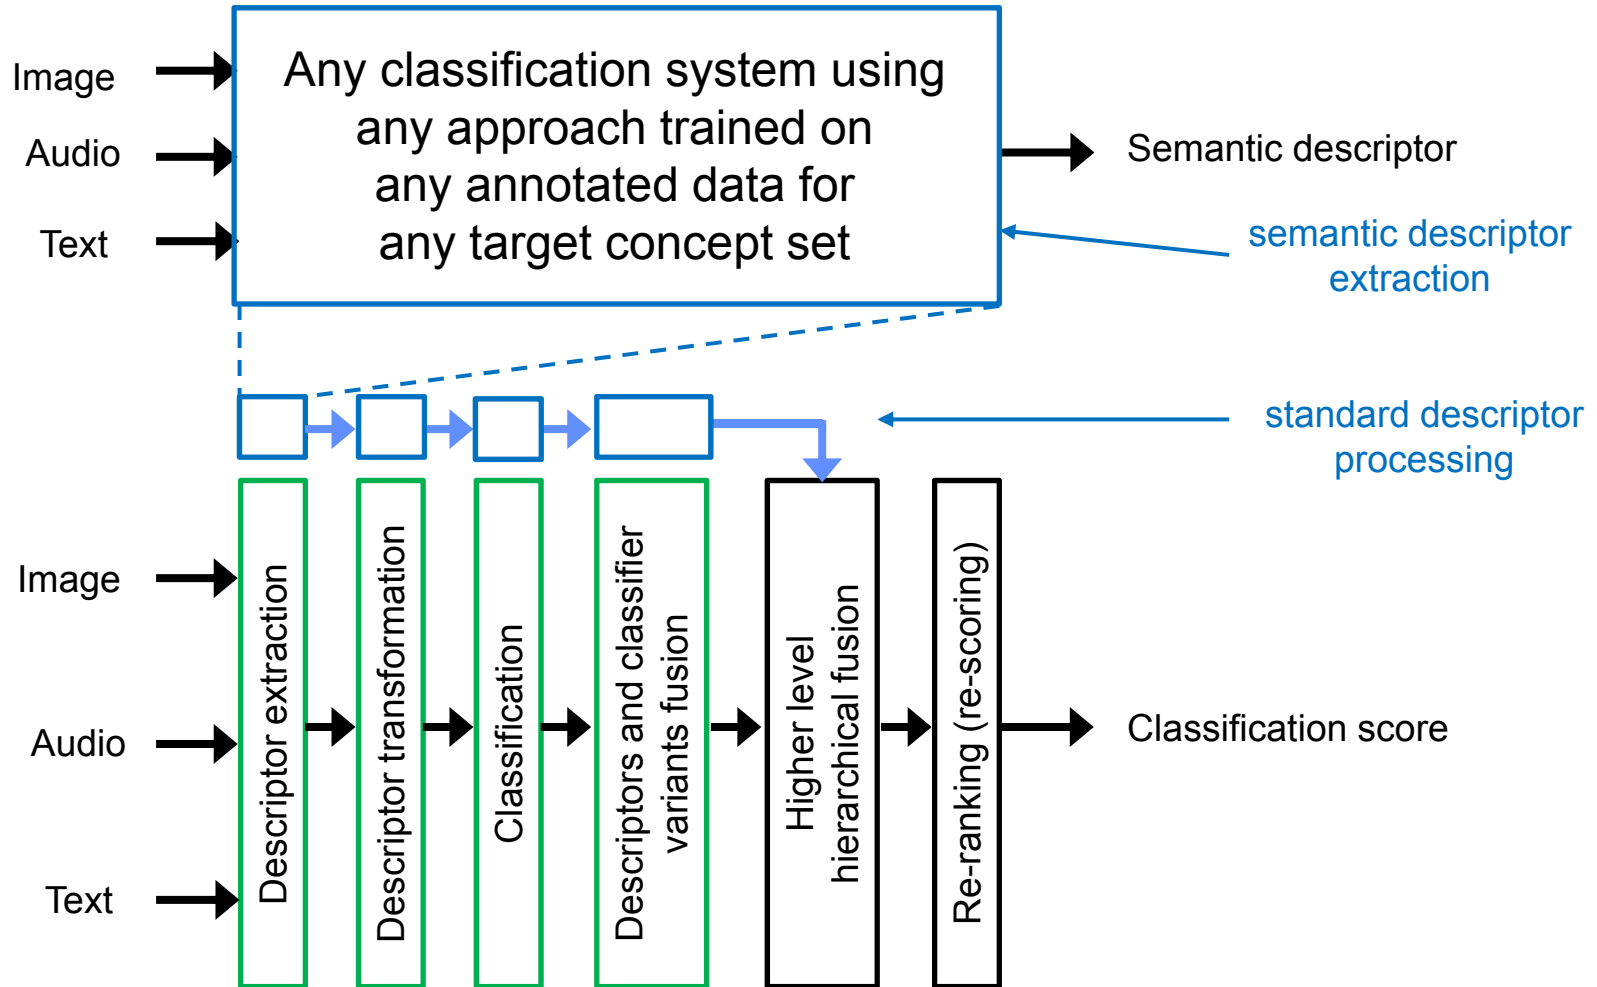 Image
Audio
Text
Any classification system using
any approach trained on
any annotated data for
any target concept set
Semantic descriptor
semantic descriptor
extraction
standard descriptor
processing
Image
Audio
Text
Descriptor extraction
Descriptor transformation
Classification
Descriptors and classifier
variants fusion
Higher level
hierarchical fusion
Re-ranking (re-scoring)
Classification score